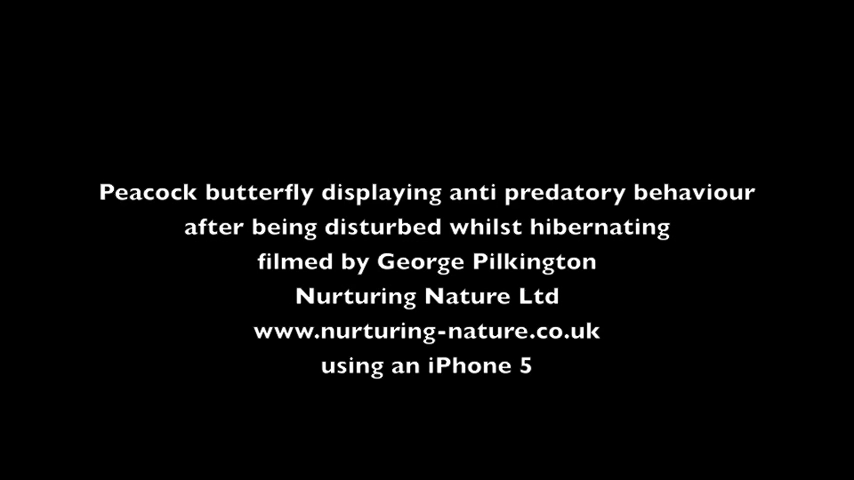 Peacock butterfly displaying anti predatory behaviour
after being disturbed whilst hibernating
filmed by George Pilkington
Nurturing Nature Ltd
www.nurturing-nature.co.uk
using an iPhone 5